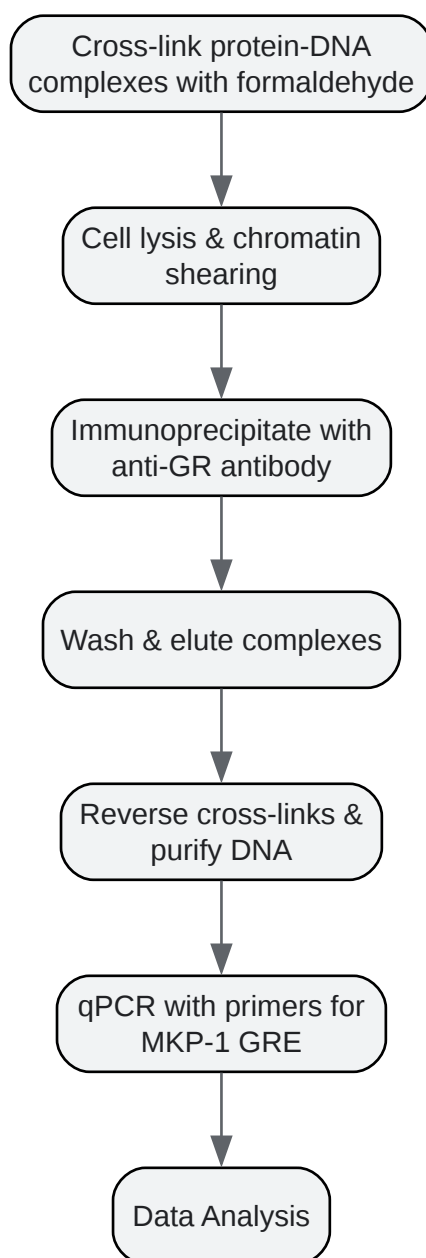 Cross-link protein-DNA
complexes with formaldehyde
Cell lysis & chromatin
shearing
Immunoprecipitate with
anti-GR antibody
Wash & elute complexes
Reverse cross-links &
purify DNA
qPCR with primers for
MKP-1 GRE
Data Analysis